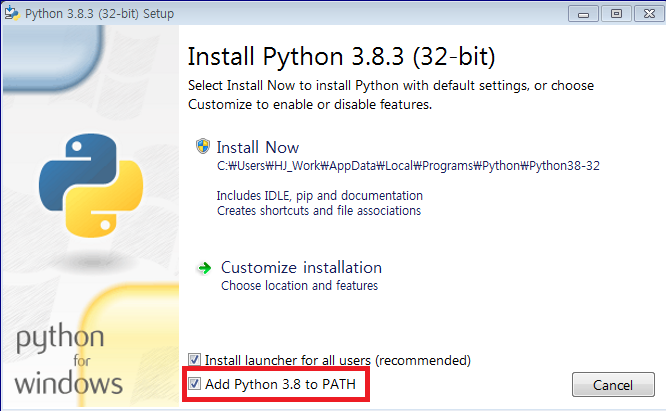 Python 3.8.3 (32-bit) Setup
Install Python 3.8.3 (32-bit)
Select Install Now to install Python with default settings, or choose
Customize to enable or disable features.
Install Now
C:₩Users₩HJ_Work₩AppData₩Local₩Programs₩Python₩Python38-32
Includes IDLE, pip and documentation
Creates shortcuts and file associations
Customize installation
Choose location and features
python
for
windows
Install launcher for all users (recommended)
Add Python 3.8 to PATH
Cancel